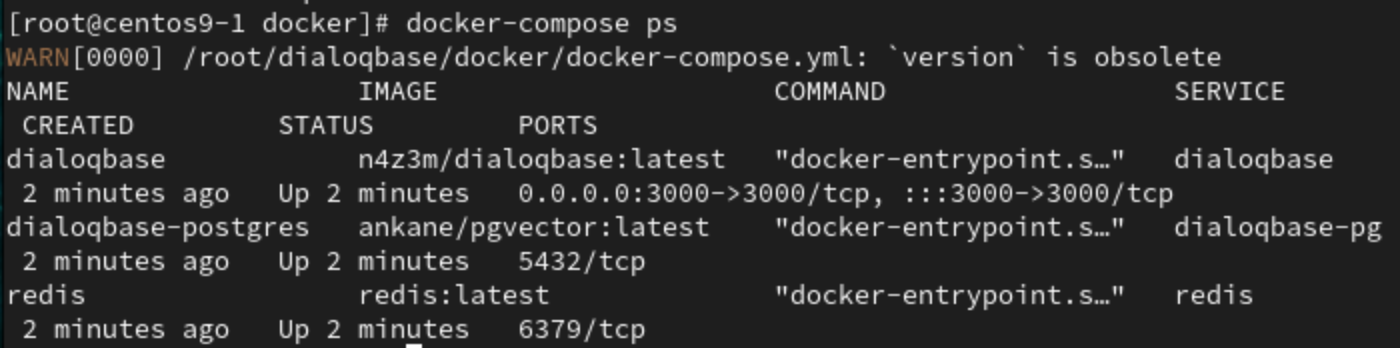 [root@centos9-1 docker]# docker-compose ps
WARN[0000] /root/dialoqbase/docker/docker-compose.yml: `version` is obsolete
NAME                  IMAGE                     COMMAND                  SERVICE
 CREATED         STATUS         PORTS
dialoqbase            n4z3m/dialoqbase:latest   "docker-entrypoint.s…"   dialoqbase
 2 minutes ago   Up 2 minutes   0.0.0.0:3000->3000/tcp, :::3000->3000/tcp
dialoqbase-postgres   ankane/pgvector:latest    "docker-entrypoint.s…"   dialoqbase-pg
 2 minutes ago   Up 2 minutes   5432/tcp
redis                 redis:latest              "docker-entrypoint.s…"   redis
 2 minutes ago   Up 2 minutes   6379/tcp